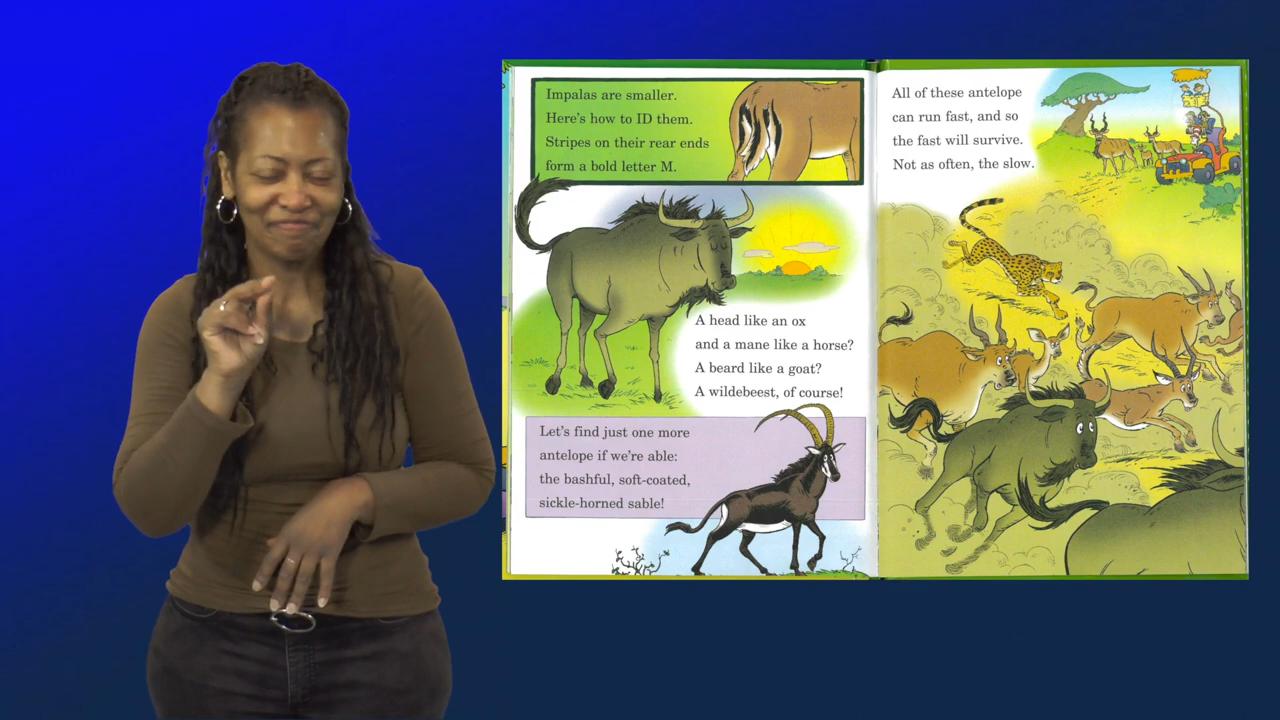 Impalas are smaller.
Here's how to ID them.
Stripes on their rear ends
form a bold letter M.
A head like an ox
and a mane like a horse?
A beard like a goat?
A wildebeest, of course!
Let's find just one more
antelope if we're able:
the bashful, soft-coated,
sickle-horned sable!
All of these antelope
can run fast, and so
the fast will survive.
Not as often, the slow.